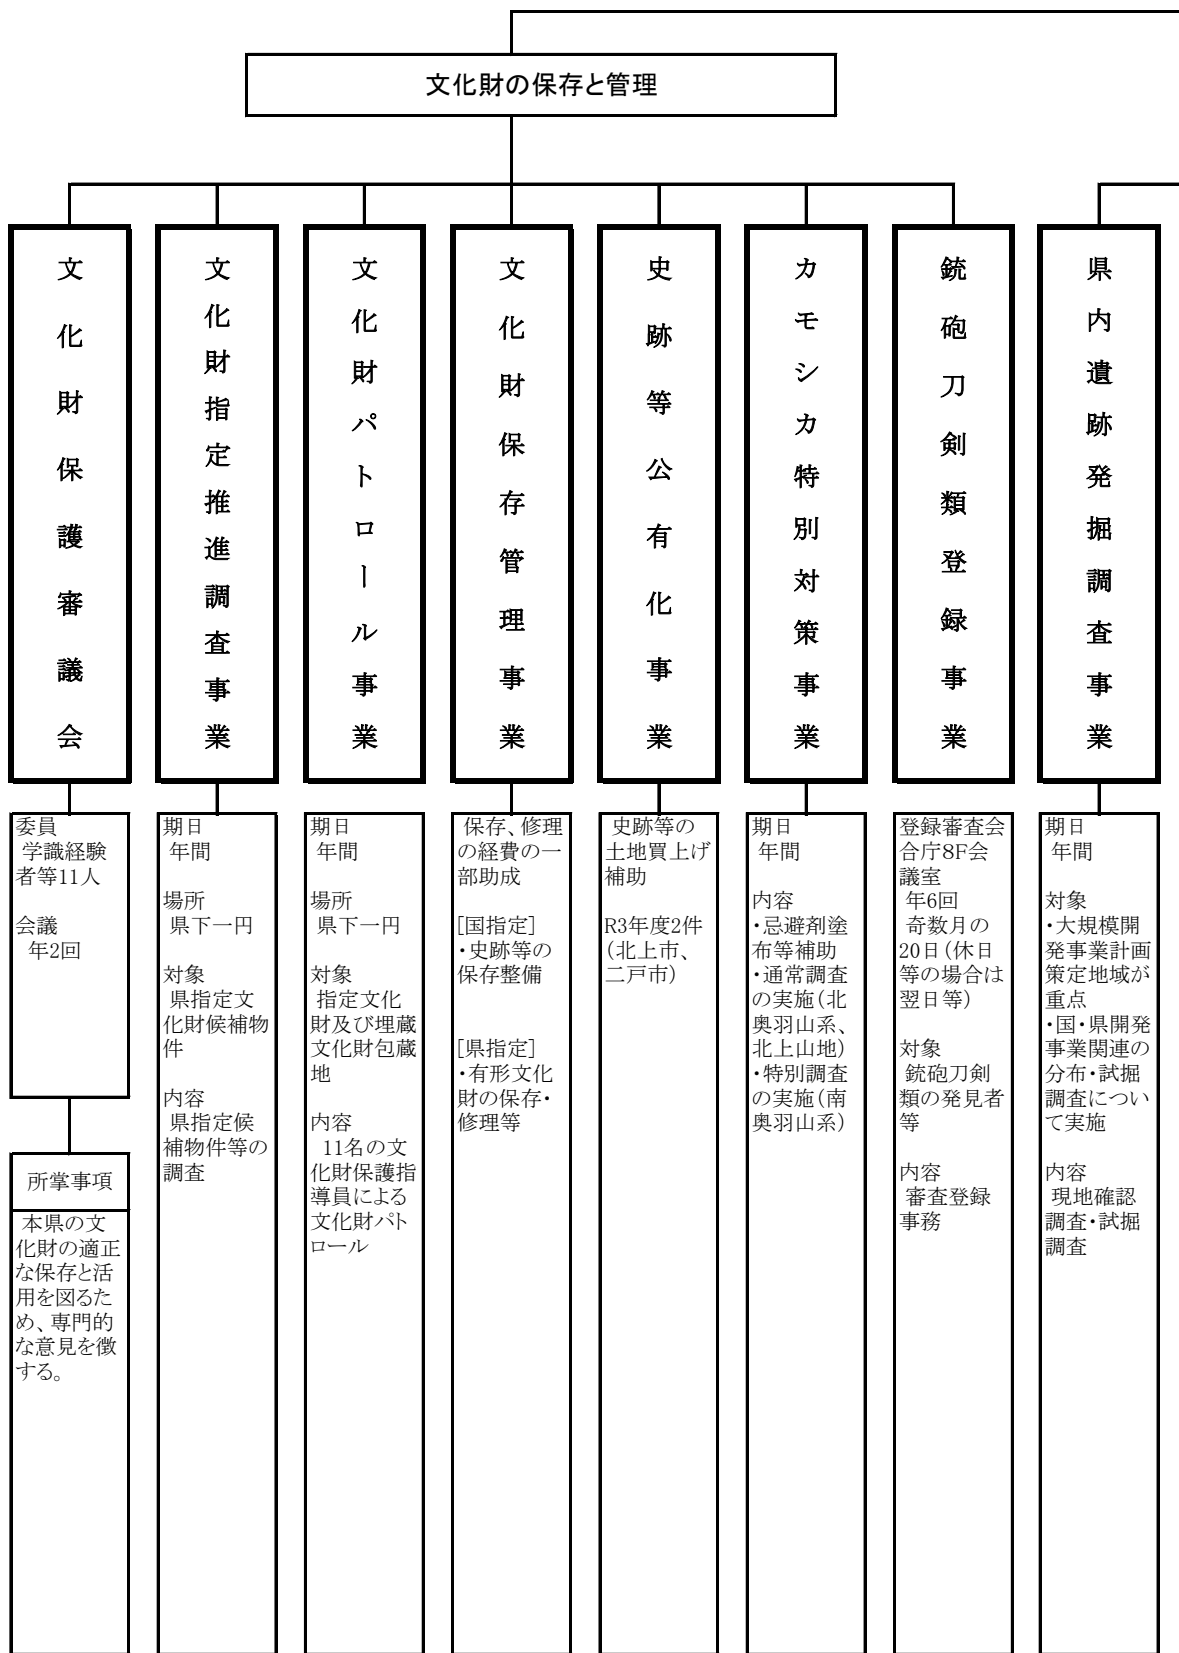 文化財の保存と管理
文化財保護審議会
文化財指定推進調査事業
文化財パトロール事業
文化財保存管理事業
史跡等公有化事業
カモシカ特別対策事業
銃砲刀剣類登録事業
県内遺跡発掘調査事業
委員
学識経験
者等11人
会議
年2回
所掌事項
本県の文
化財の適正
な保存と活
用を図るた
め、専門的
な意見を徴
する。
期日
年間
場所
県下一円
対象
県指定文
化財候補物
件
内容
県指定候
補物件等の
調査
期日
年間
場所
県下一円
対象
指定文化
財及び埋蔵
文化財包蔵
地
内容
11名の文
化財保護指
導員による
文化財パト
ロール
保存、修理
の経費の一
部助成
[国指定]
・史跡等の
保存整備
[県指定]
・有形文化
財の保存・
修理等
史跡等の
土地買上げ
補助
R3年度2件
(北上市、
二戸市)
期日
年間
内容
・忌避剤塗
布等補助
・通常調査
の実施(北
奥羽山系、
北上山地)
・特別調査
の実施(南
奥羽山系)
登録審査会
合庁8F会
議室
年6回
奇数月の
20日(休日
等の場合は
翌日等)
対象
銃砲刀剣
類の発見者
等
内容
審査登録
事務
期日
年間
対象
・大規模開
発事業計画
策定地域が
重点
・国・県開発
事業関連の
分布・試掘
調査につい
て実施
内容
現地確認
調査・試掘
調査